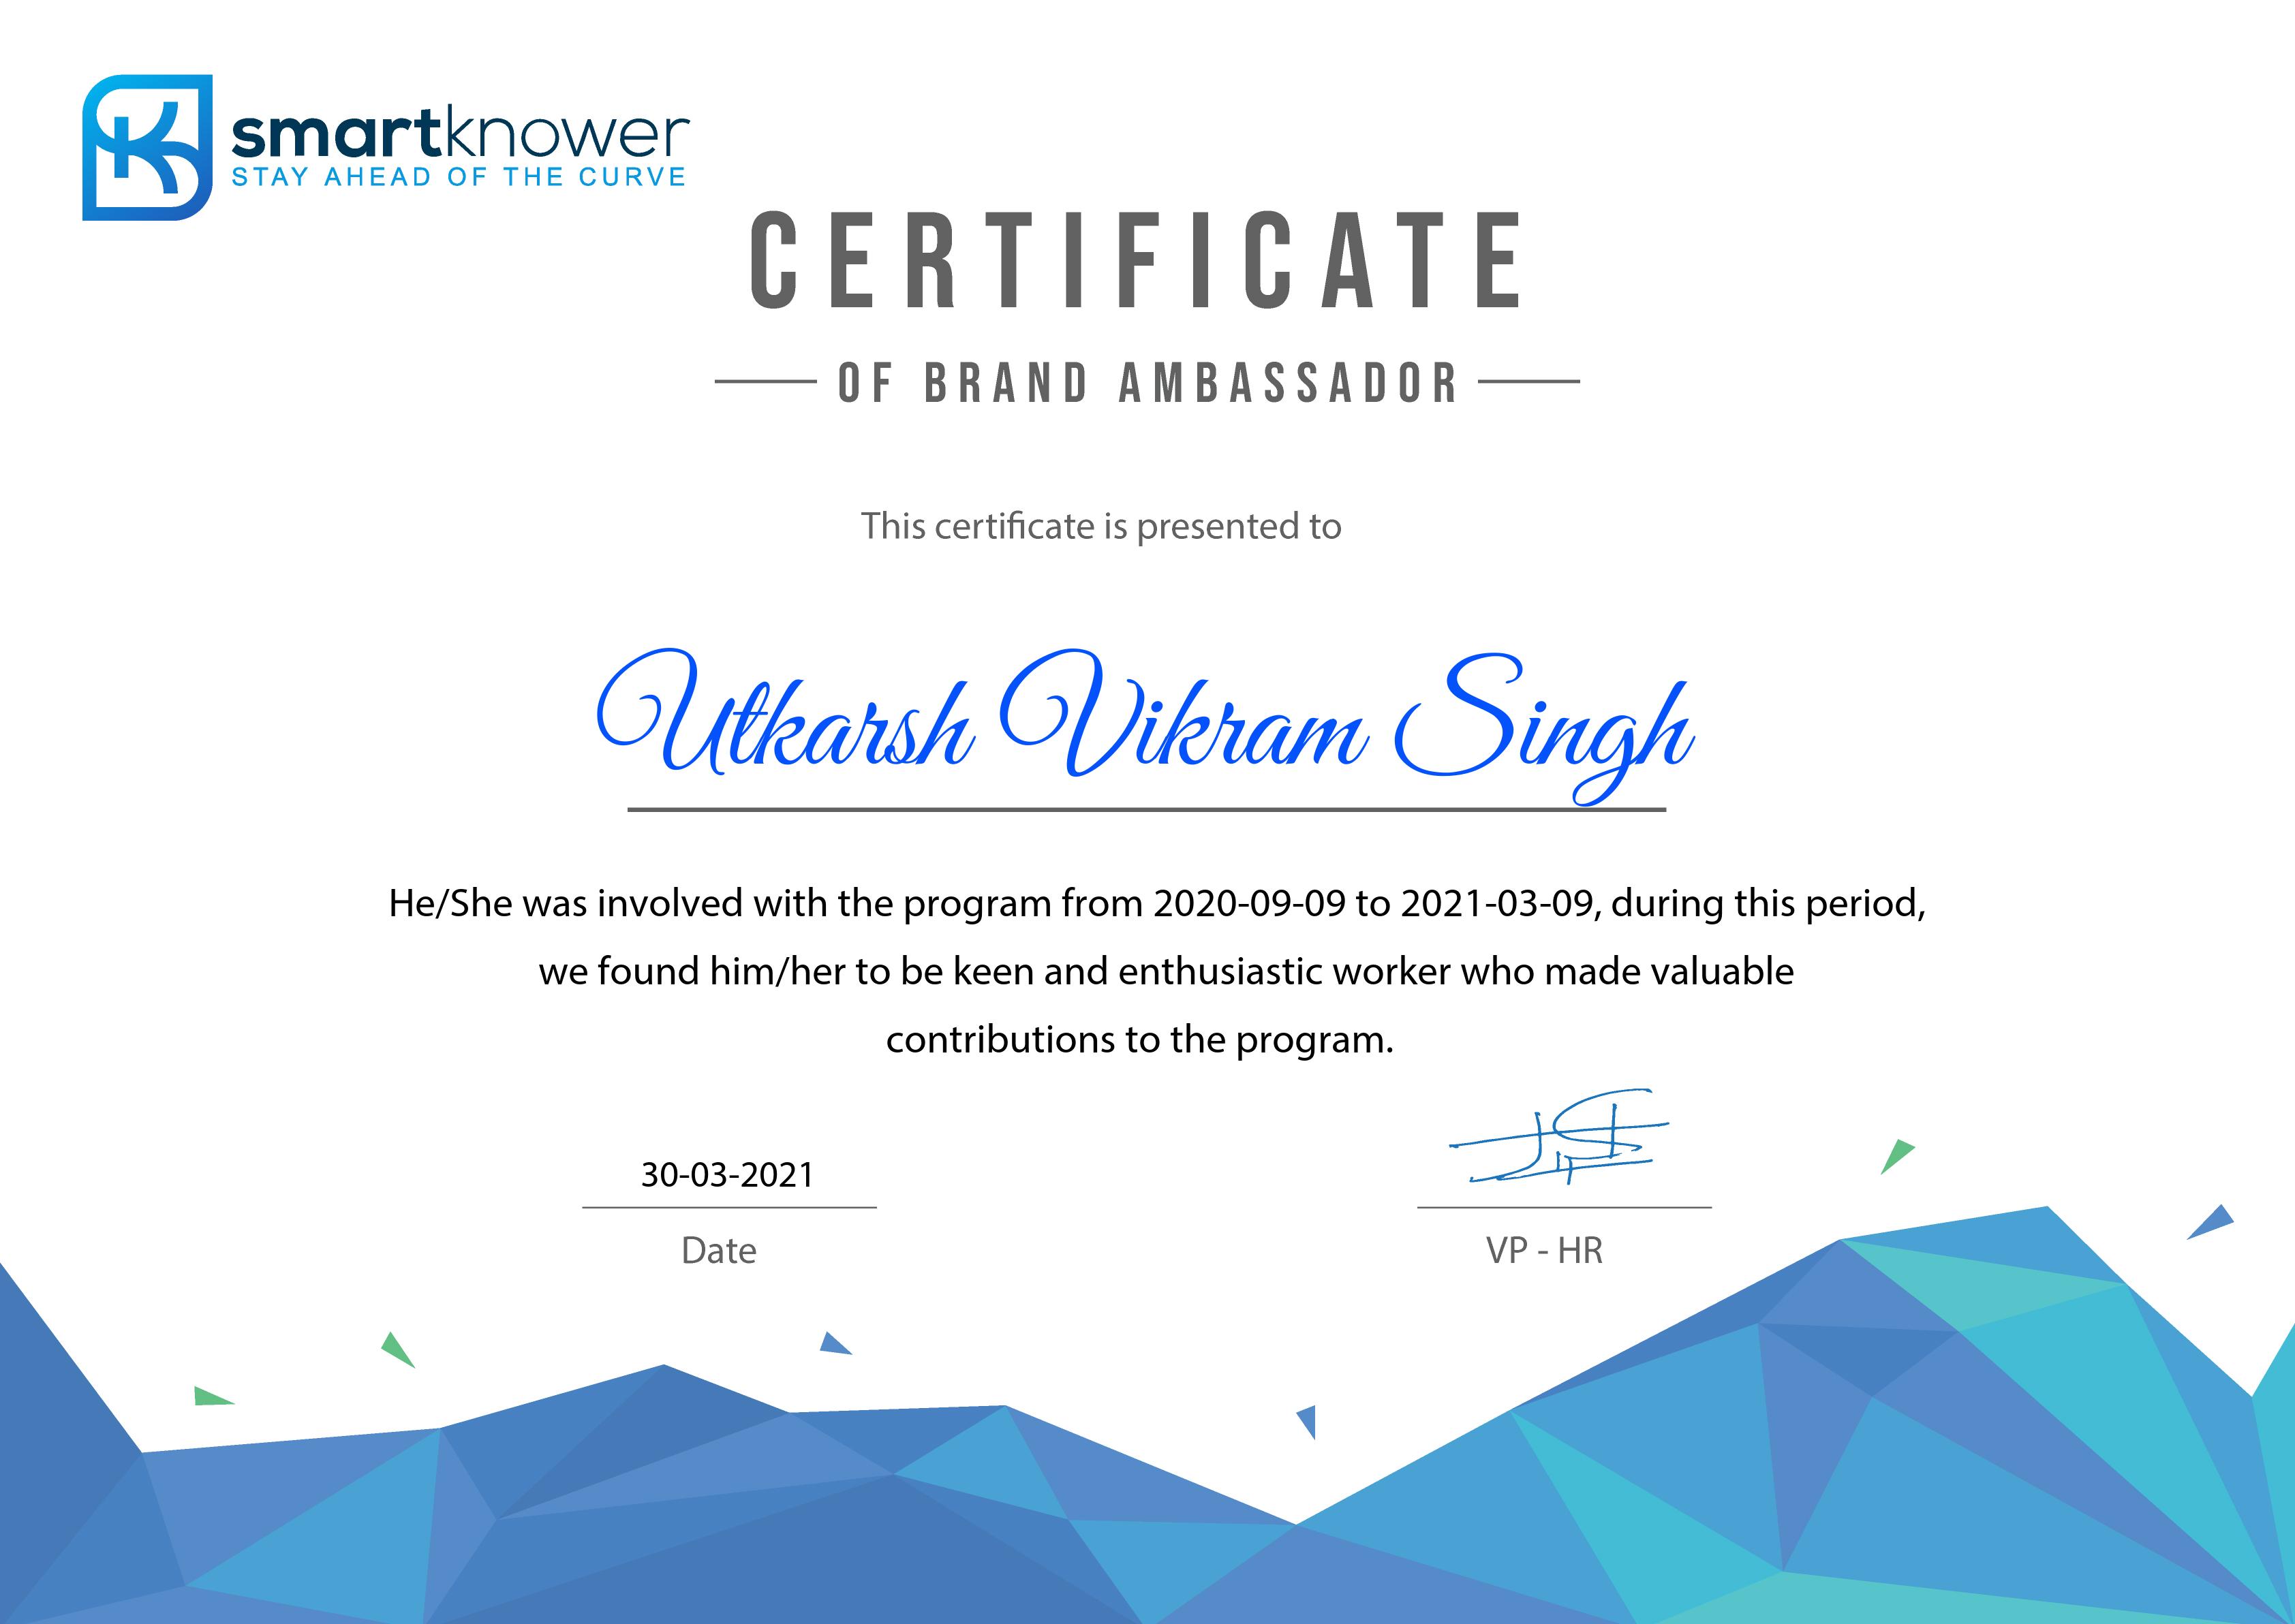 smartknower
STAY AHEAD OF THE CURVE
CERTIFICATE
OF BRAND AMBASSADOR
This certificate is presented to
Utkarsh Vikram Singh
He/She was involved with the program from 2020-09-09 to 2021-03-09, during this period,
we found him/her to be keen and enthusiastic worker who made valuable
contributions to the program.
30-03-2021
Date
VP - HR